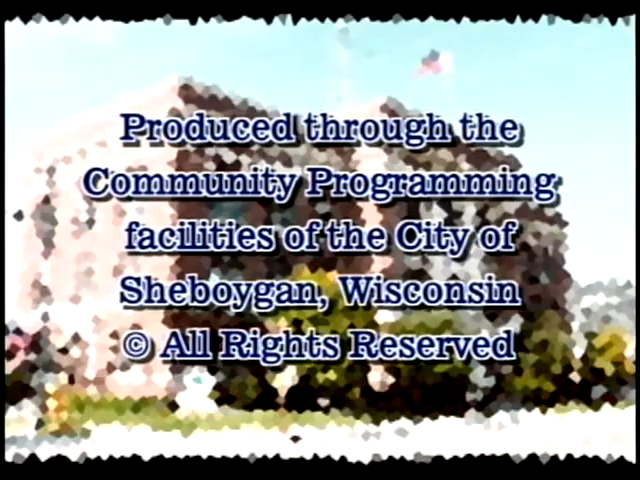 Produced through the
Community Programming
facilities of the City of
Sheboygan, Wisconsin
© All Rights Reserved